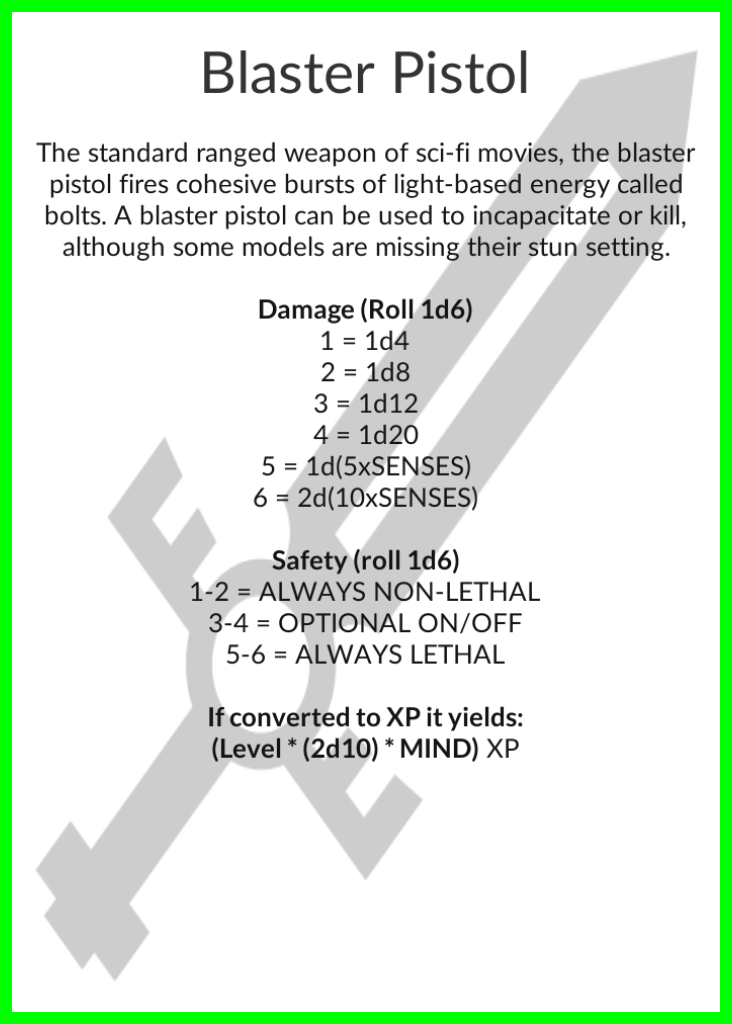 Blaster Pistol
The standard ranged weapon of sci-fi movies, the blaster
pistol fires cohesive bursts of light-based energy called
bolts. A blaster pistol can be used to incapacitate or kill,
although some models are missing their stun setting.
Damage (Roll 1d6)
1 = 1d4
2 = 1d8
3 = 1d12
4 = 1d20
5 = 1d(5xSENSES)
6 = 2d(10xSENSES)
Safety (roll 1d6)
1-2 = ALWAYS NON-LETHAL
3-4 = OPTIONAL ON/OFF
5-6 = ALWAYS LETHAL
If converted to XP it yields:
(Level * (2d10) * MIND) XP